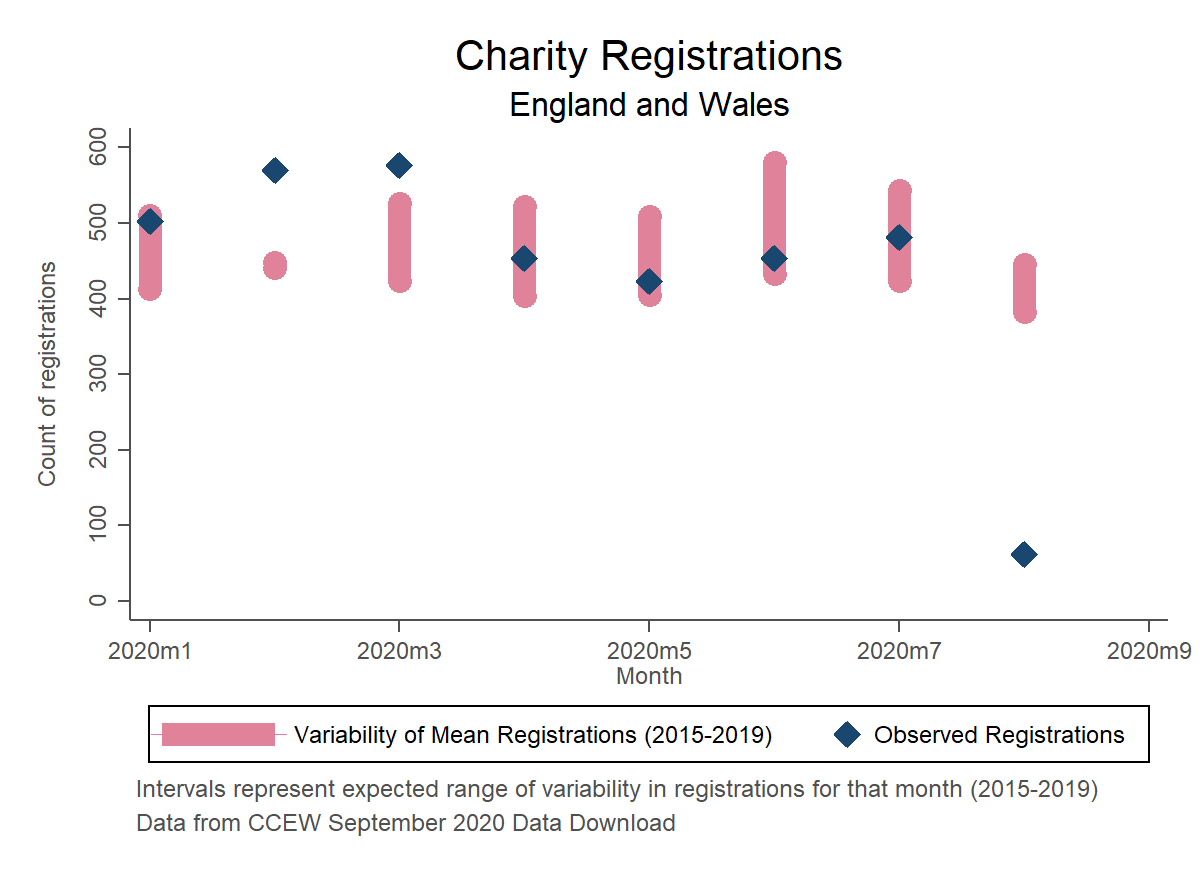 Charity Registrations
England and Wales
600
500
400
300
200
100
0
Count of registrations
2020m1 2020m3 2020m5 2020m7 2020m9
Month
Variability of Mean Registrations (2015-2019) Observed Registrations
Intervals represent expected range of variability in registrations for that month (2015-2019)
Data from CCEW September 2020 Data Download